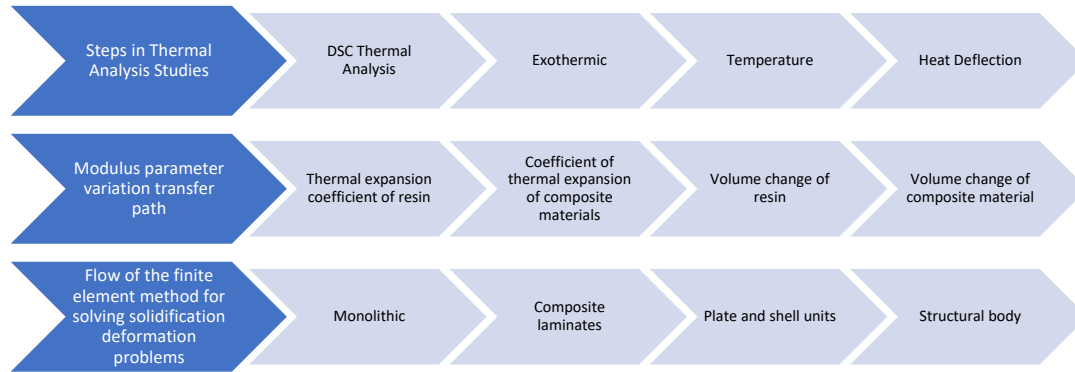 Steps in Thermal
Analysis Studies
DSC Thermal
Analysis
Exothermic
Temperature
Heat Deflection
Modulus parameter
variation transfer
path
Thermal expansion
coefficient of resin
Coefficient of
thermal expansion
of composite
materials
Volume change of
resin
Volume change of
composite material
Flow of the finite
element method for
solving solidification
deformation
problems
Monolithic
Composite
laminates
Plate and shell units
Structural body